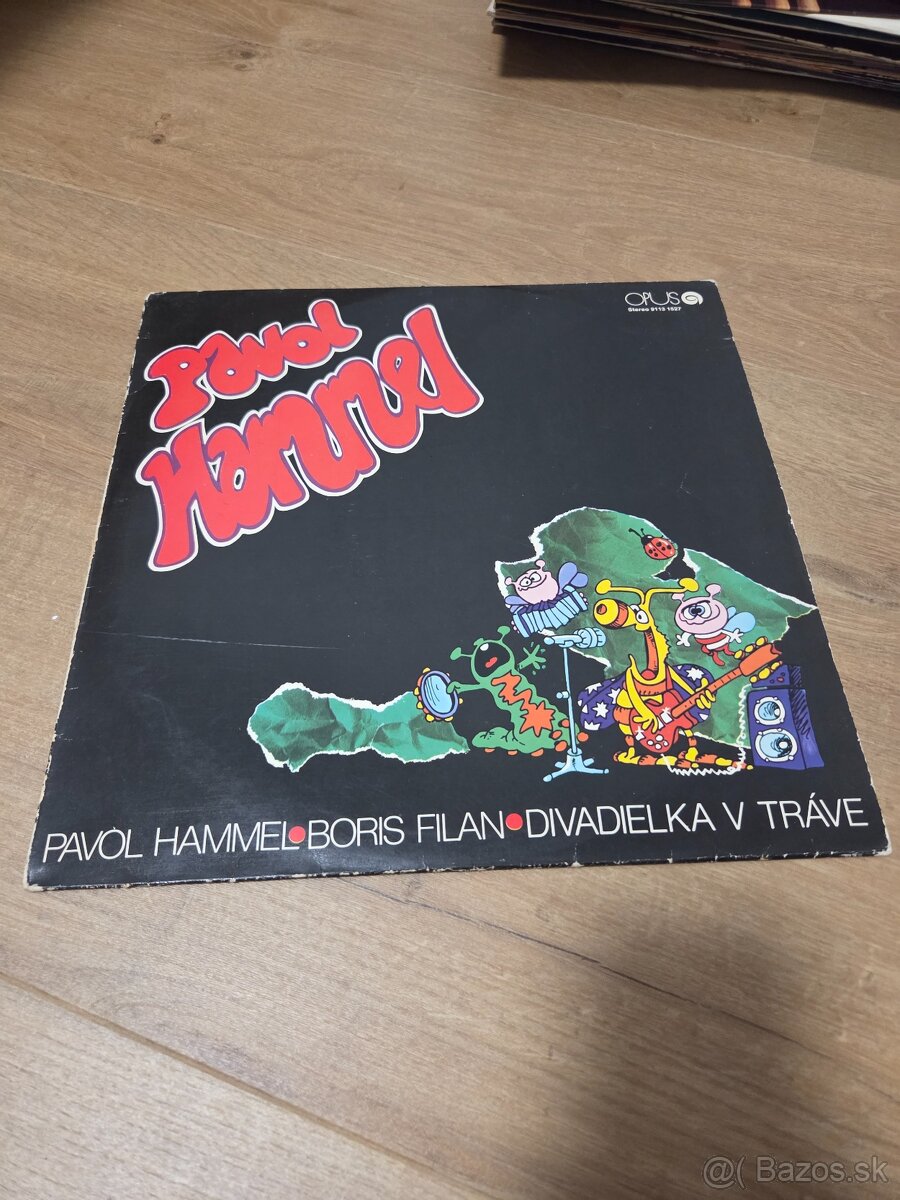 Pavol
Hammel
OPUS
Stereo 9113 1527
PAVOL HAMMEL•BORIS FILAN•DIVADIELKA V TRÁVE
@( Bazos.sk